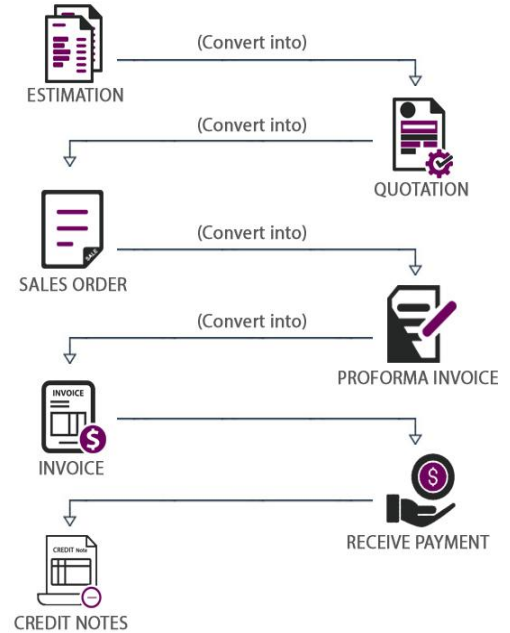 (Convert into)
ESTIMATION
(Convert into)
QUOTATION
SALE
(Convert into)
SALES ORDER
(Convert into)
PROFORMA INVOICE
INVOICE
$
INVOICE
$
RECEIVE PAYMENT
CREDIT Note
CREDIT NOTES